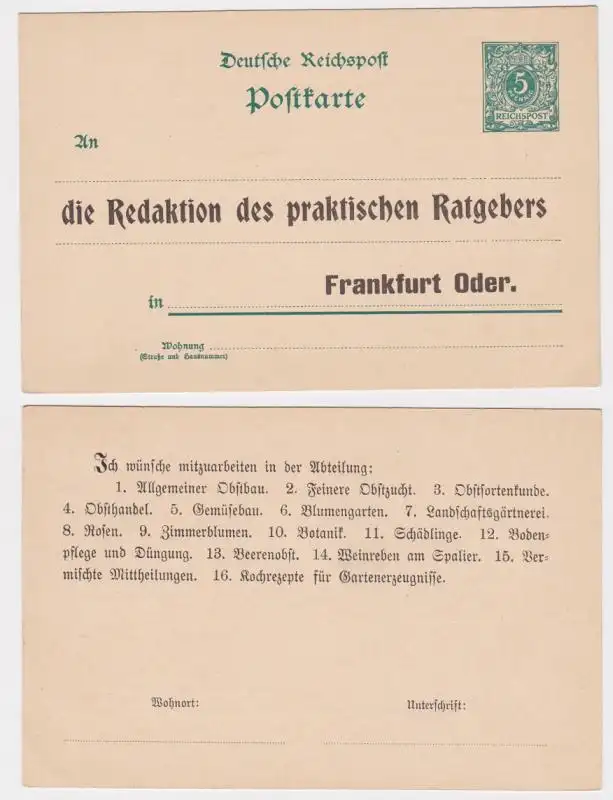 Deutsche Reichspost
Postkarte
5
PFENNIG
REICHSPOST
An
die Redaktion des praktischen Ratgebers
Frankfurt Oder.
in
Wohnung
(Straße und Hausnummer)
Ich wünsche mitzuarbeiten in der Abteilung:
1. Allgemeiner Obstbau. 2. Feinere Obstzucht. 3. Obstsortenkunde.
4. Obsthandel. 5. Gemüsebau. 6. Blumengarten. 7. Landschaftsgärtnerei.
8. Rosen. 9. Zimmerblumen. 10. Botanik. 11. Schädlinge. 12. Boden-
pflege und Düngung. 13. Beerenobst. 14. Weinreben am Spalier. 15. Ver-
mischte Mittheilungen. 16. Kochrezepte für Gartenerzeugnisse.
Wohnort: Unterschrift: